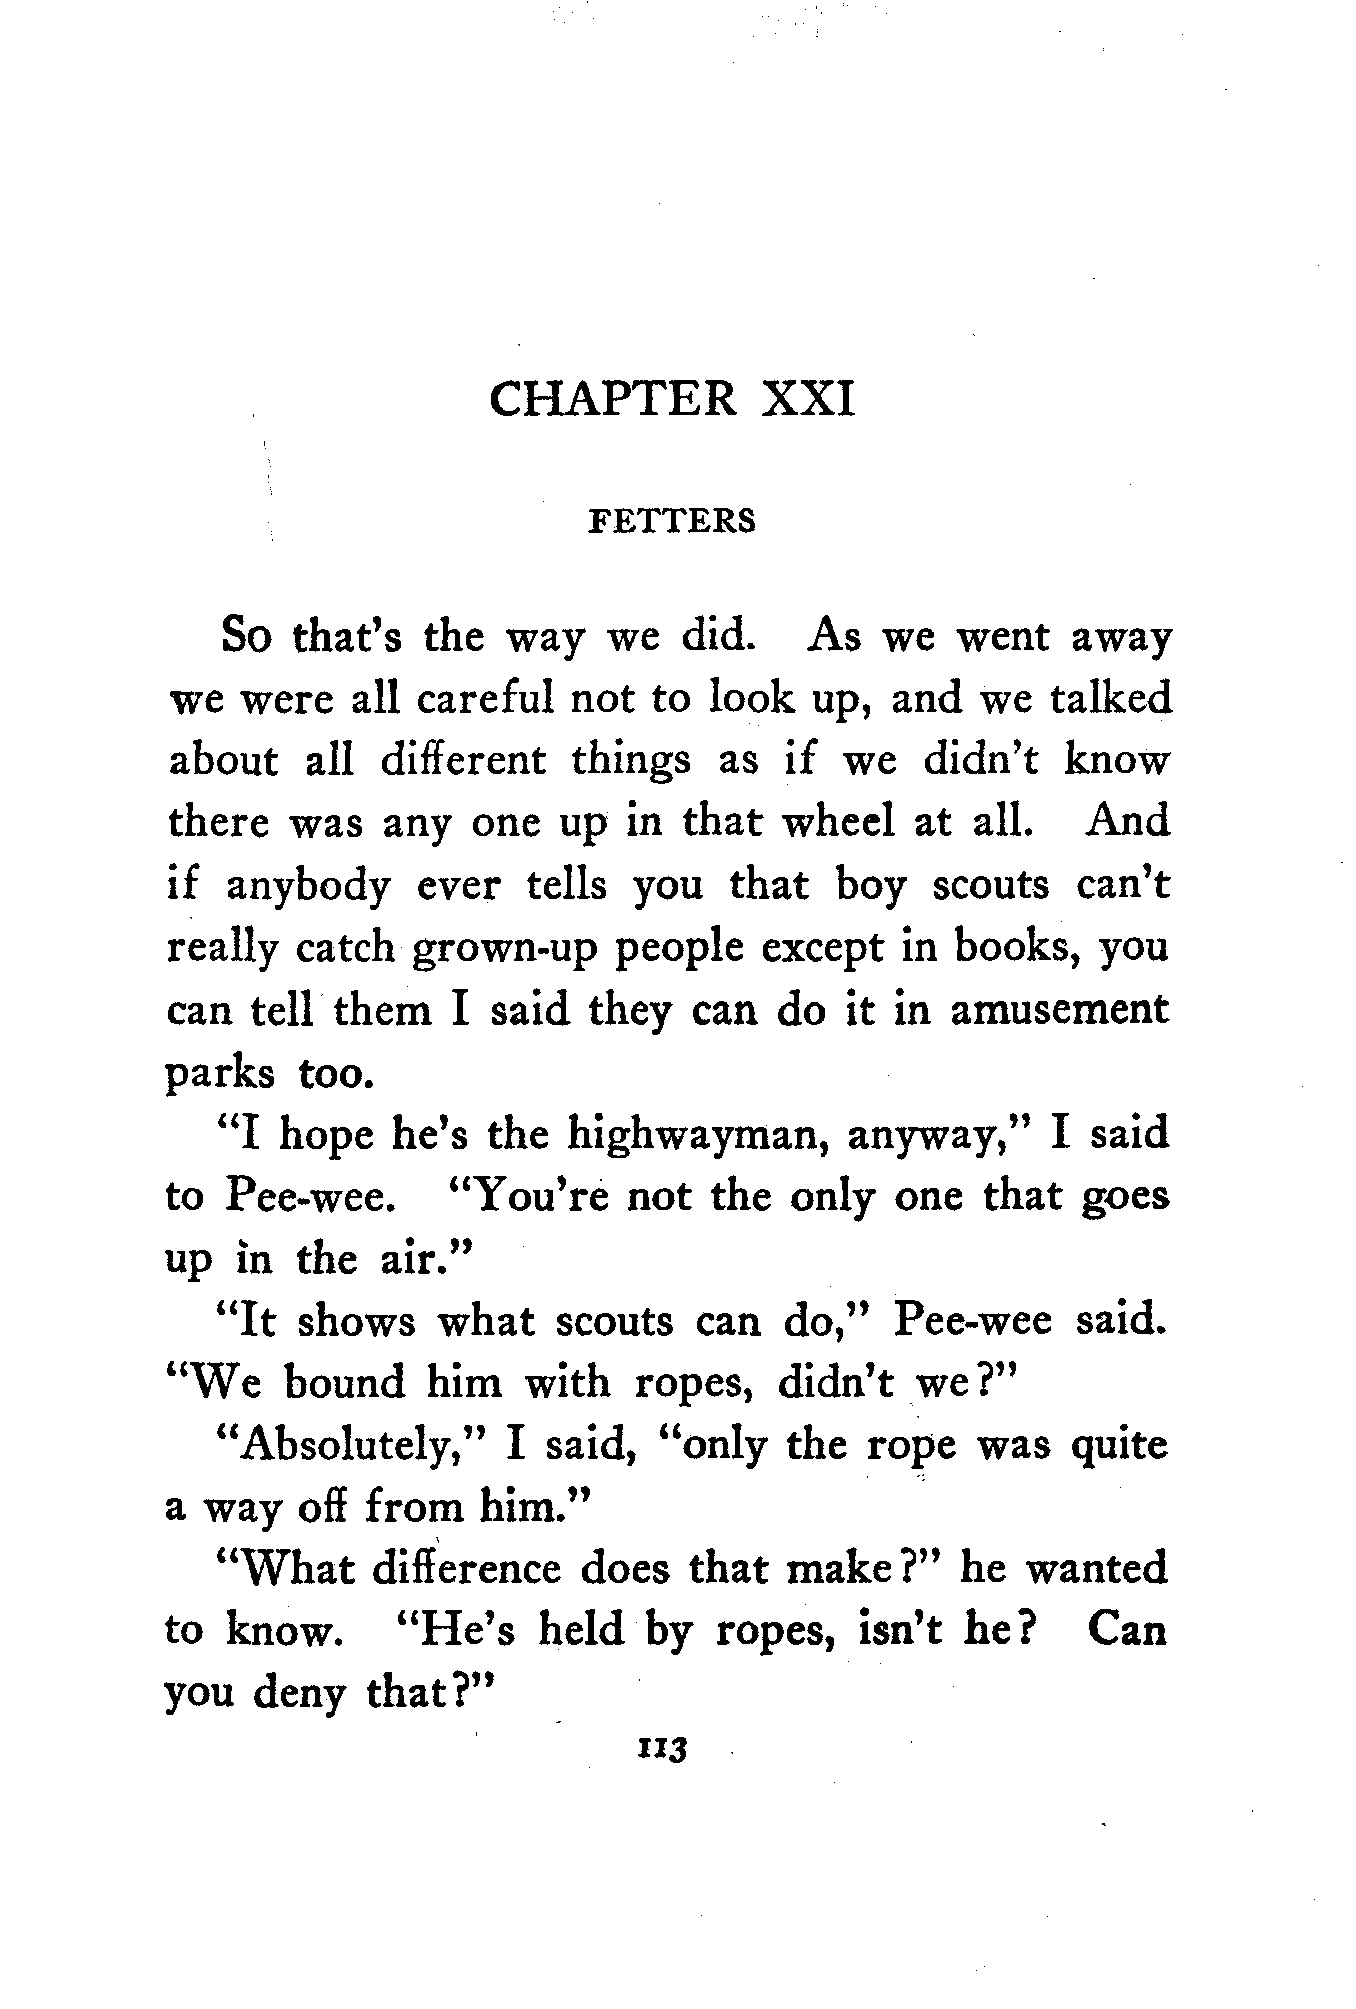 CHAPTER XXI
FETTERS
So that's the way we did. As we went away
we were all careful not to look up, and we talked
about all different things as if we didn't know
there was any one up in that wheel at all. And
if anybody ever tells you that boy scouts can't
really catch grown-up people except in books, you
can tell them I said they can do it in amusement
parks too.
"I hope he's the highwayman, anyway," I said
to Pee-wee. "You're not the only one that goes
up in the air."
"It shows what scouts can do," Pee-wee said.
"We bound him with ropes, didn't we?"
"Absolutely," I said, "only the rope was quite
a way off from him."
"What difference does that make?" he wanted
to know. "He's held by ropes, isn't he? Can
you deny that?"
113